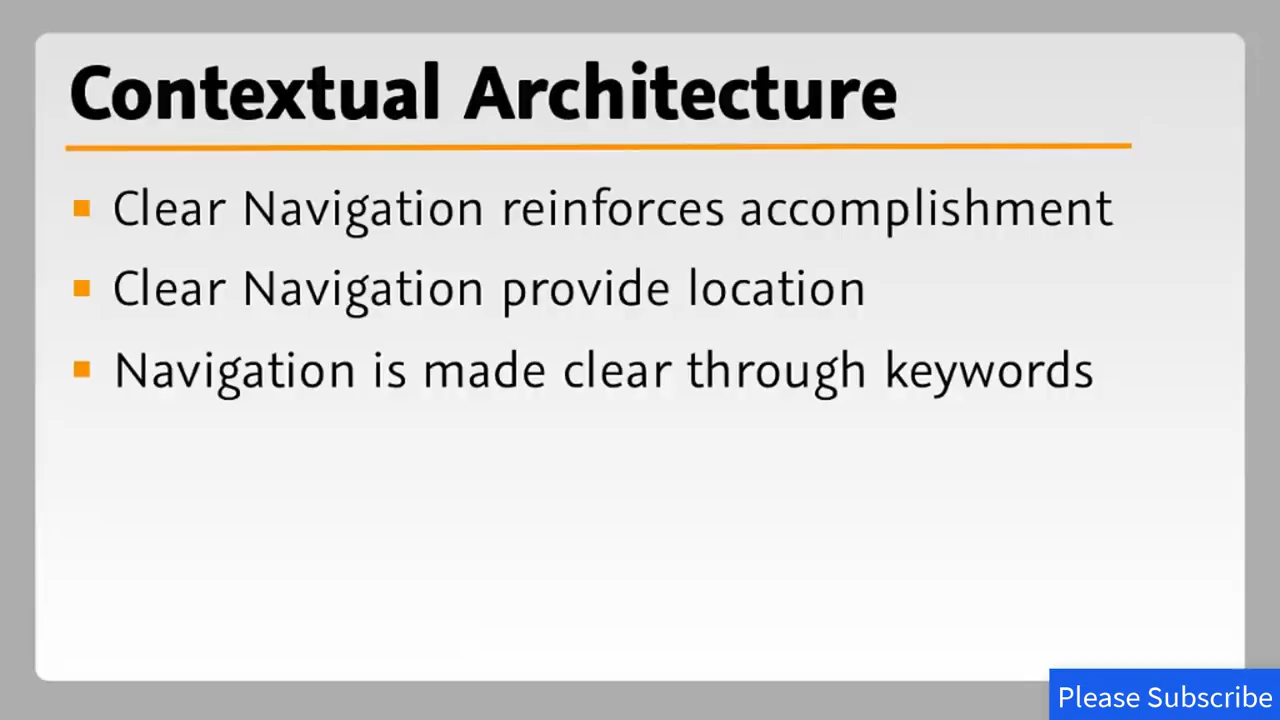 Contextual Architecture
Clear Navigation reinforces accomplishment
Clear Navigation provide location
Navigation is made clear through keywords
Please Subscribe